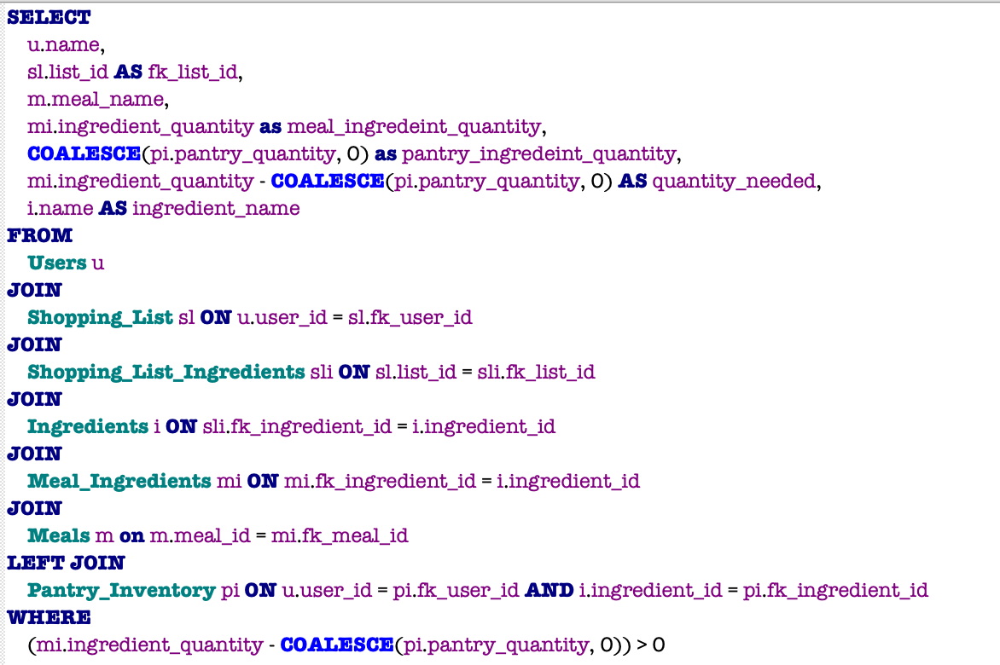 SELECT
u.name,
sl.list_id AS fk_list_id,
m.meal_name,
mi.ingredient_quantity as meal_ingredeint_quantity,
COALESCE(pi.pantry_quantity, 0) as pantry_ingredeint_quantity,
mi.ingredient_quantity - COALESCE(pi.pantry_quantity, 0) AS quantity_needed,
i.name AS ingredient_name
FROM
Users u
JOIN
Shopping_List sl ON u.user_id = sl.fk_user_id
JOIN
Shopping_List_Ingredients sli ON sl.list_id = sli.fk_list_id
JOIN
Ingredients i ON sli.fk_ingredient_id = i.ingredient_id
JOIN
Meal_Ingredients mi ON mi.fk_ingredient_id = i.ingredient_id
JOIN
Meals m on m.meal_id = mi.fk_meal_id
LEFT JOIN
Pantry_Inventory pi ON u.user_id = pi.fk_user_id AND i.ingredient_id = pi.fk_ingredient_id
WHERE
(mi.ingredient_quantity - COALESCE(pi.pantry_quantity, 0)) > 0